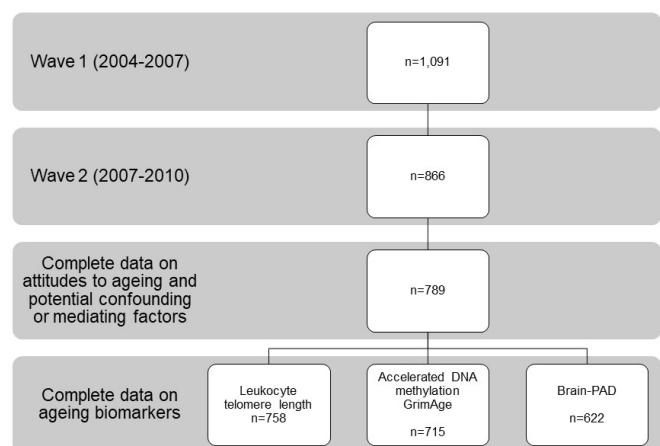 Wave 1 (2004-2007)
n=1,091
Wave 2 (2007-2010)
n=866
Complete data on
attitudes to ageing and
potential confounding
or mediating factors
n=789
Complete data on
ageing biomarkers
Leukocyte
telomere length
n=758
Accelerated DNA
methylation
GrimAge
n=715
Brain-PAD
n=622